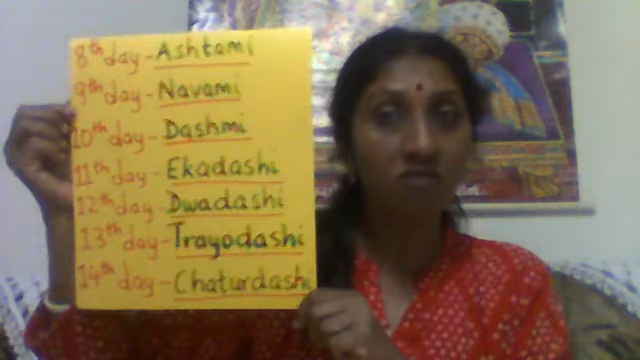 8th day - Ashtami
9th day - Navami
10th day - Dashmi
11th day - Ekadashi
12th day - Dwadashi
13th day - Trayodashi
14th day - Chaturdashi